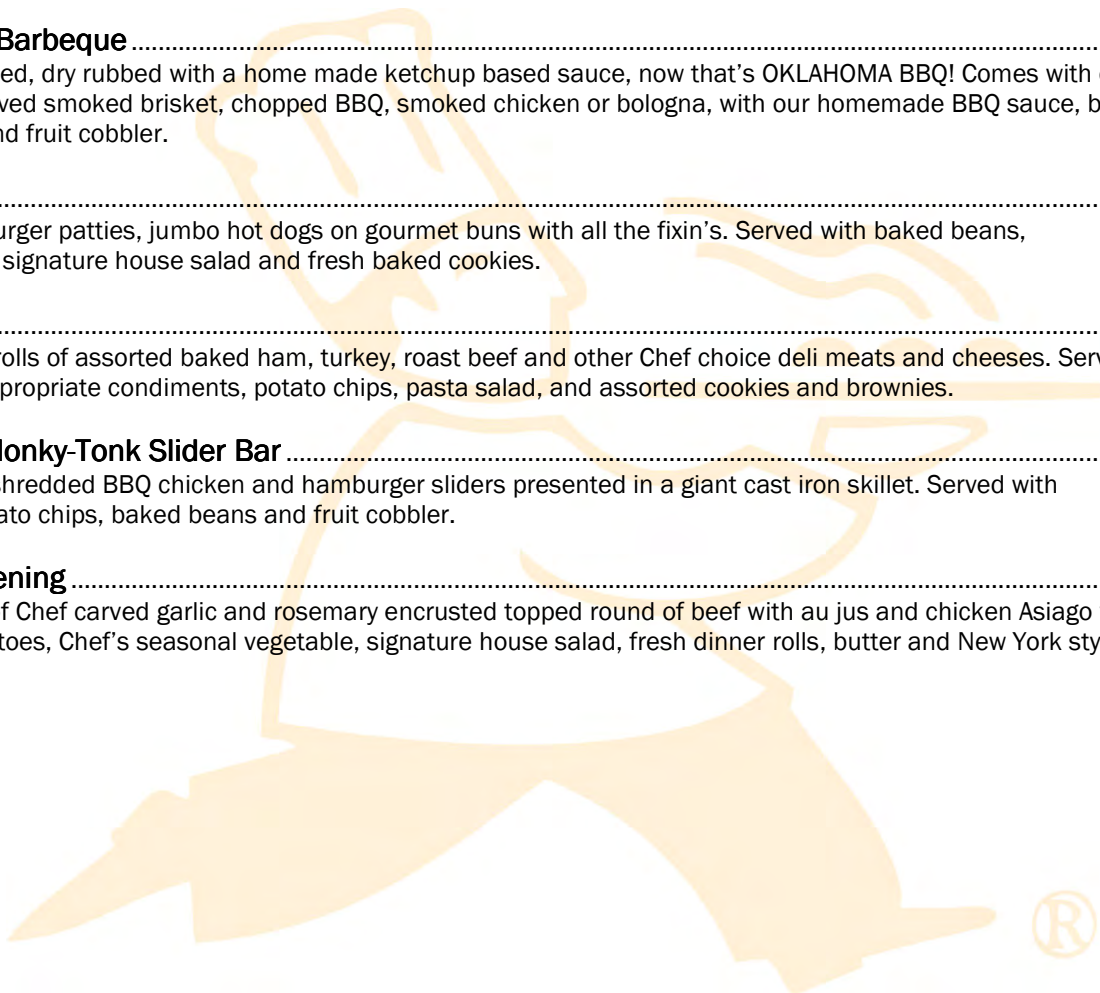 Barbeque
ed, dry rubbed with a home made ketchup based sauce, now that's OKLAHOMA BBQ! Comes with
ved smoked brisket, chopped BBQ, smoked chicken or bologna, with our homemade BBQ sauce, b
nd fruit cobbler.
urger patties, jumbo hot dogs on gourmet buns with all the fixin's. Served with baked beans,
signature house salad and fresh baked cookies.
rolls of assorted baked ham, turkey, roast beef and other Chef choice deli meats and cheeses. Serv
propriate condiments, potato chips, pasta salad, and assorted cookies and brownies.
Honky-Tonk Slider Bar
shredded BBQ chicken and hamburger sliders presented in a giant cast iron skillet. Served with
ato chips, baked beans and fruit cobbler.
ening
f Chef carved garlic and rosemary encrusted topped round of beef with au jus and chicken Asiago
toes, Chef's seasonal vegetable, signature house salad, fresh dinner rolls, butter and New York sty
®